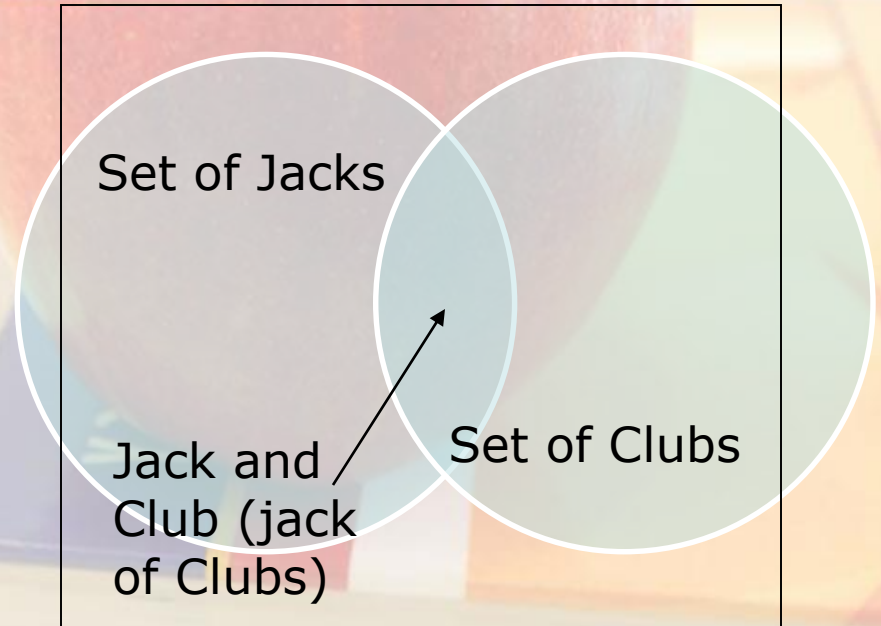 Set of Jacks
Set of Clubs
Jack and
Club (jack
of Clubs)